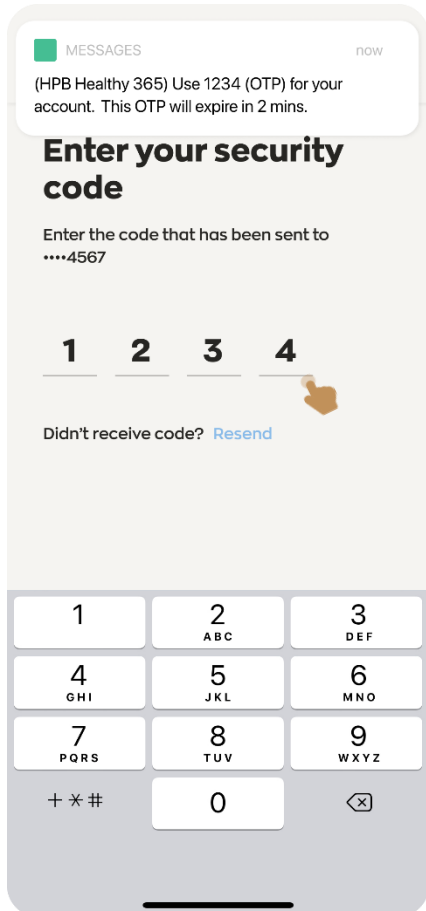 MESSAGES now
(HPB Healthy 365) Use 1234 (OTP) for your
account. This OTP will expire in 2 mins.
Enter your security
code
Enter the code that has been sent to
••••4567
1 2 3 4
Didn't receive code? Resend
1 2 3
ABC DEF
4 5 6
GHI JKL MNO
7 8 9
PQRS TUV WXYZ
+*# 0